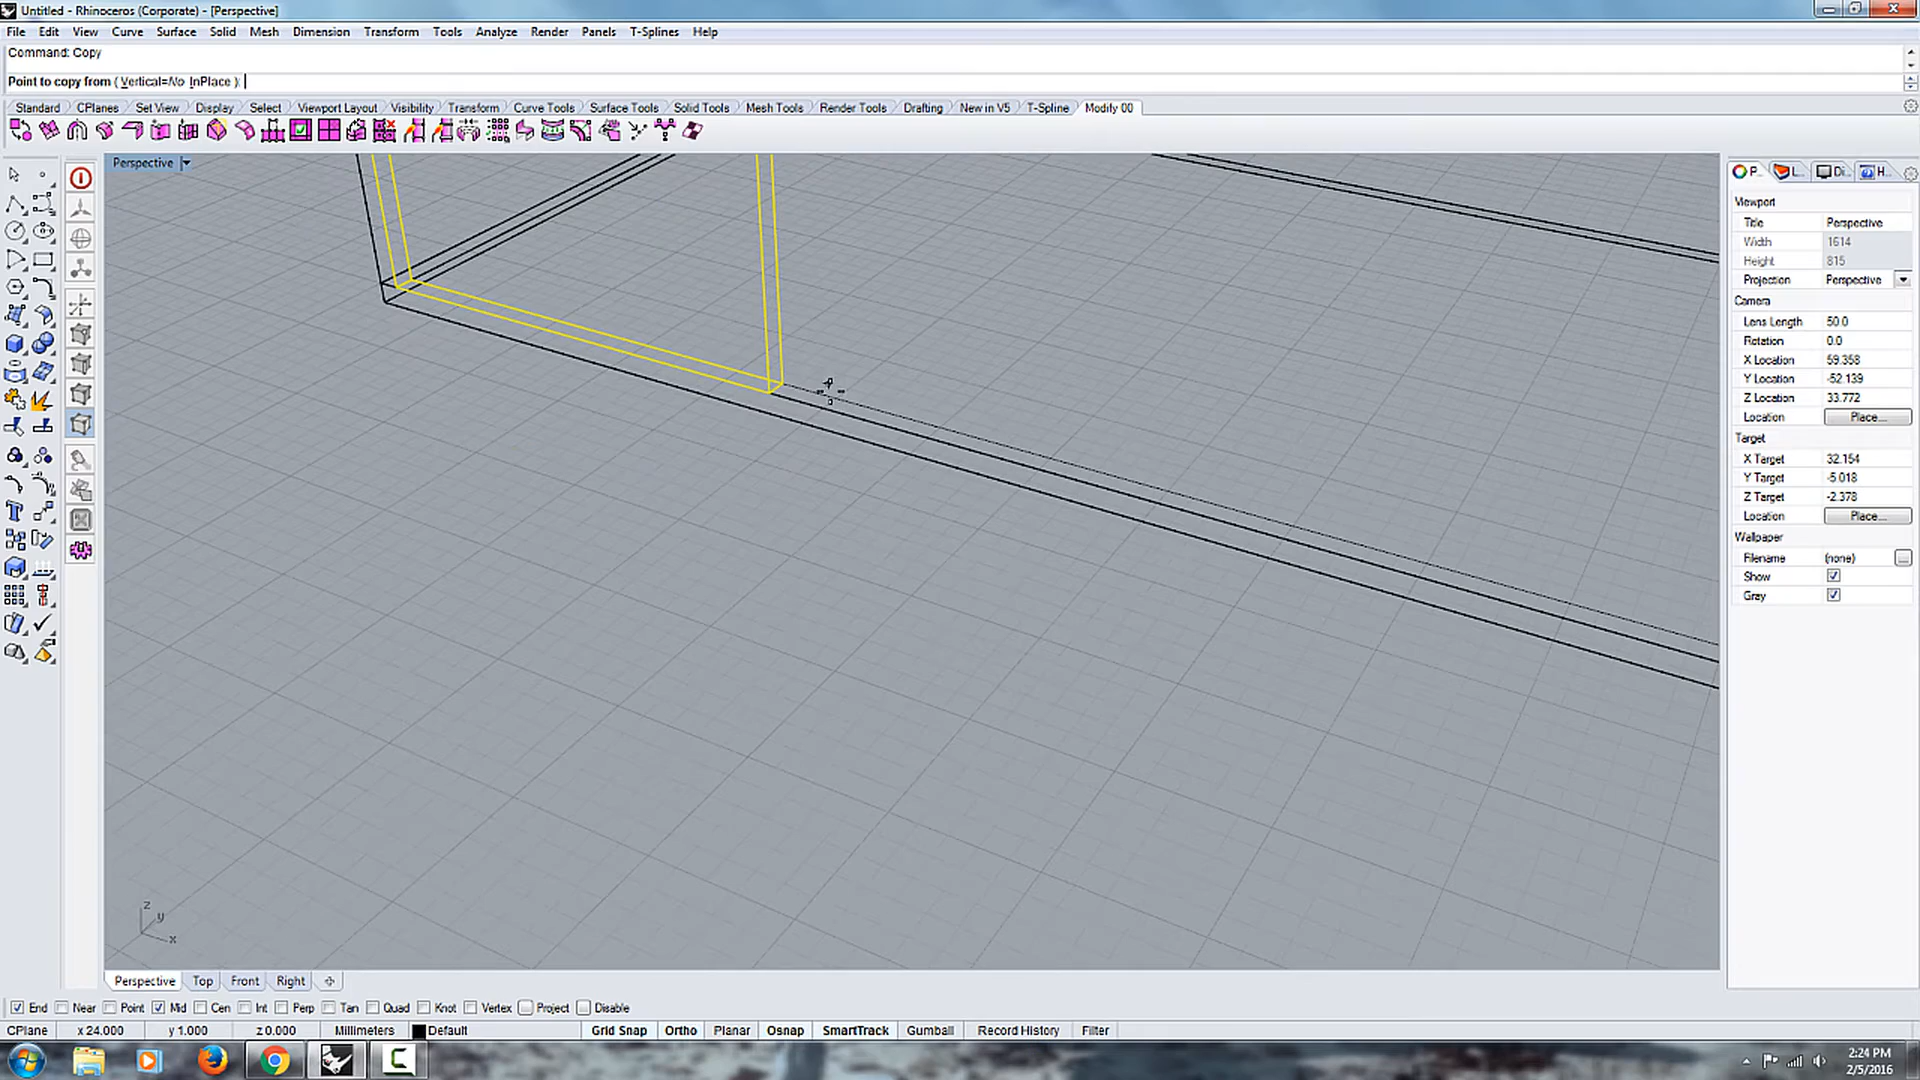 Untitled - Rhinoceros (Corporate) - [Perspective]
File Edit View Curve Surface Solid Mesh Dimension Transform Tools Analyze Render Panels T-Splines Help
Command: Copy
Point to copy from ( Vertical=No InPlace ):
Standard CPlanes Set View Display Select Viewport Layout Visibility Transform Curve Tools Surface Tools Solid Tools Mesh Tools Render Tools Drafting New in V5 T-Spline Modify 00
Perspective
P... L... Di... H...
Viewport
Title Perspective
Width 1614
Height 815
Projection Perspective
Camera
Lens Length 50.0
Rotation 0.0
X Location 59.358
Y Location -52.139
Z Location 33.772
Location Place...
Target
X Target 32.154
Y Target -5.018
Z Target -2.378
Location Place...
Wallpaper
Filename (none) ...
Show
Gray
z
y
x
Perspective Top Front Right
End Near Point Mid Cen Int Perp Tan Quad Knot Vertex Project Disable
CPlane x 24.000 y 1.000 z 0.000 Millimeters Default Grid Snap Ortho Planar Osnap SmartTrack Gumball Record History Filter
2:24 PM
2/5/2016